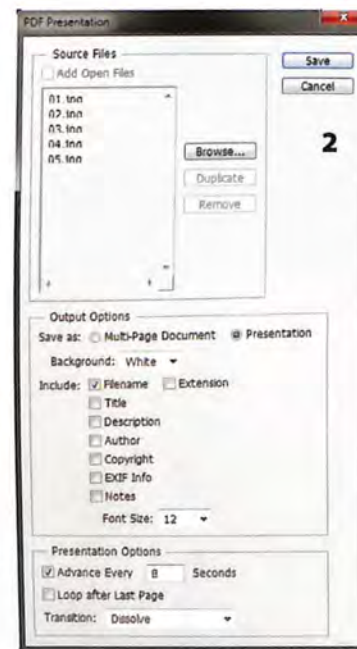 PDF Presentation
Source Files
Add Open Files
01.jpg
02.jpg
03.jpg
04.jpg
05.jpg
Save
Cancel
2
Browse...
Duplicate
Remove
Output Options
Save as: Multi-Page Document Presentation
Background: White
Include: Filename Extension
Title
Description
Author
Copyright
EXIF Info
Notes
Font Size: 12
Presentation Options
Advance Every 8 Seconds
Loop after Last Page
Transition: Dissolve